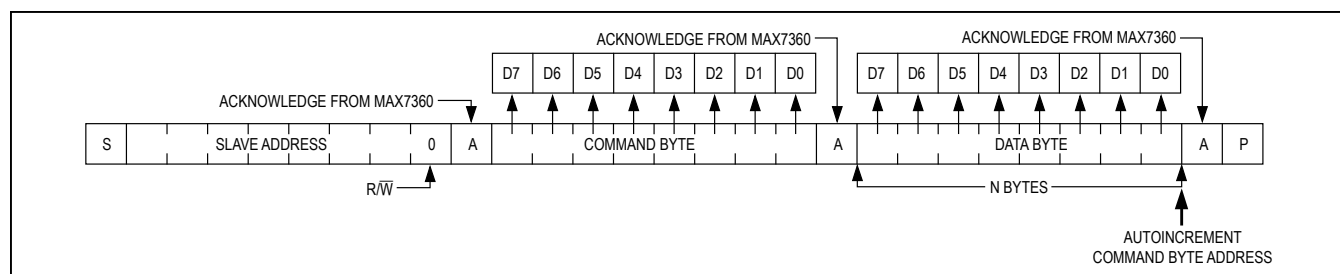 ACKNOWLEDGE FROM MAX7360
ACKNOWLEDGE FROM MAX7360
D7 D6 D5 D4 D3 D2 D1 D0
D7 D6 D5 D4 D3 D2 D1 D0
ACKNOWLEDGE FROM MAX7360
S SLAVE ADDRESS 0 A COMMAND BYTE A DATA BYTE A P
R/W̅
N BYTES
AUTOINCREMENT
COMMAND BYTE ADDRESS